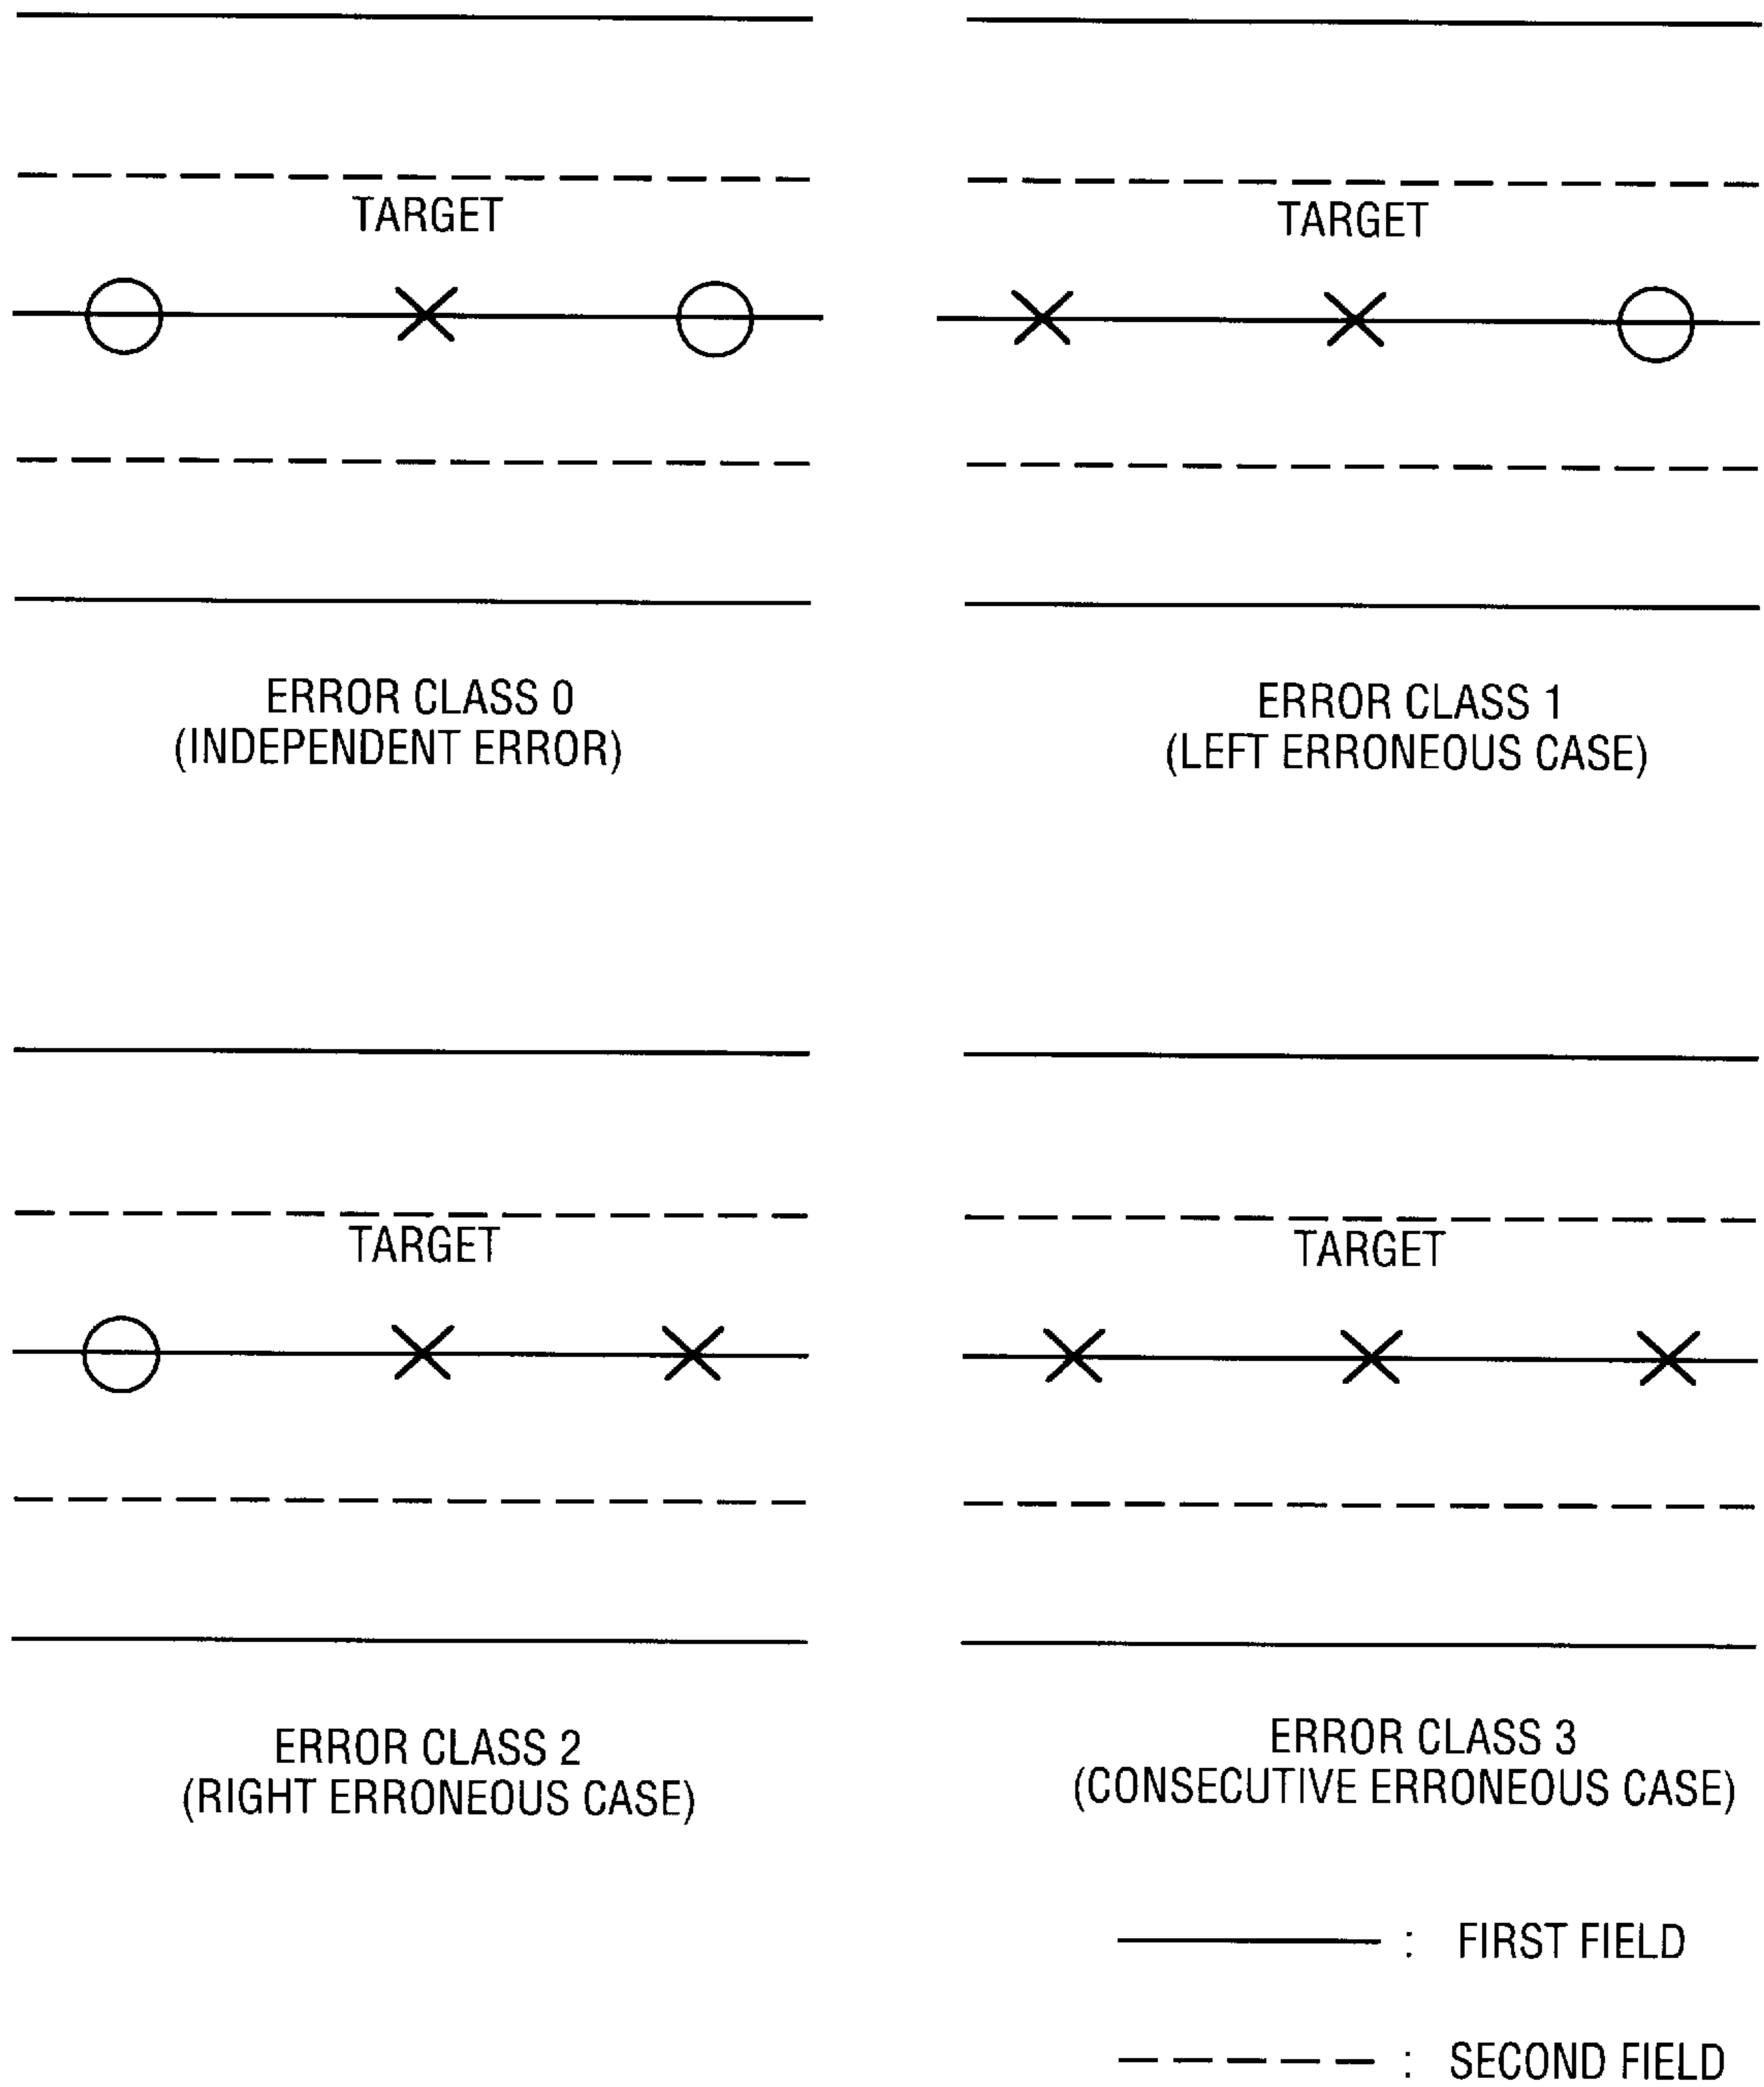 TARGET
ERROR CLASS 0
(INDEPENDENT ERROR)
TARGET
ERROR CLASS 1
(LEFT ERRONEOUS CASE)
TARGET
ERROR CLASS 2
(RIGHT ERRONEOUS CASE)
TARGET
ERROR CLASS 3
(CONSECUTIVE ERRONEOUS CASE)
: FIRST FIELD
: SECOND FIELD